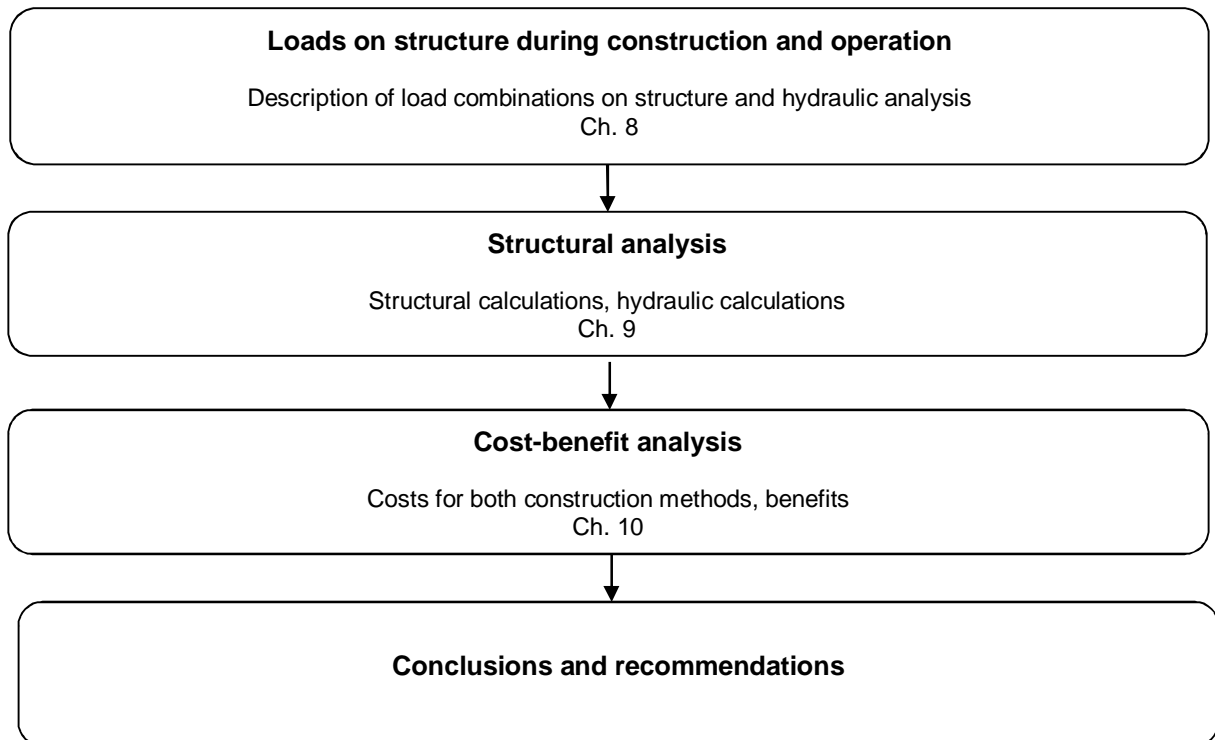 Loads on structure during construction and operation
Description of load combinations on structure and hydraulic analysis
Ch. 8
Structural analysis
Structural calculations, hydraulic calculations
Ch. 9
Cost-benefit analysis
Costs for both construction methods, benefits
Ch. 10
Conclusions and recommendations